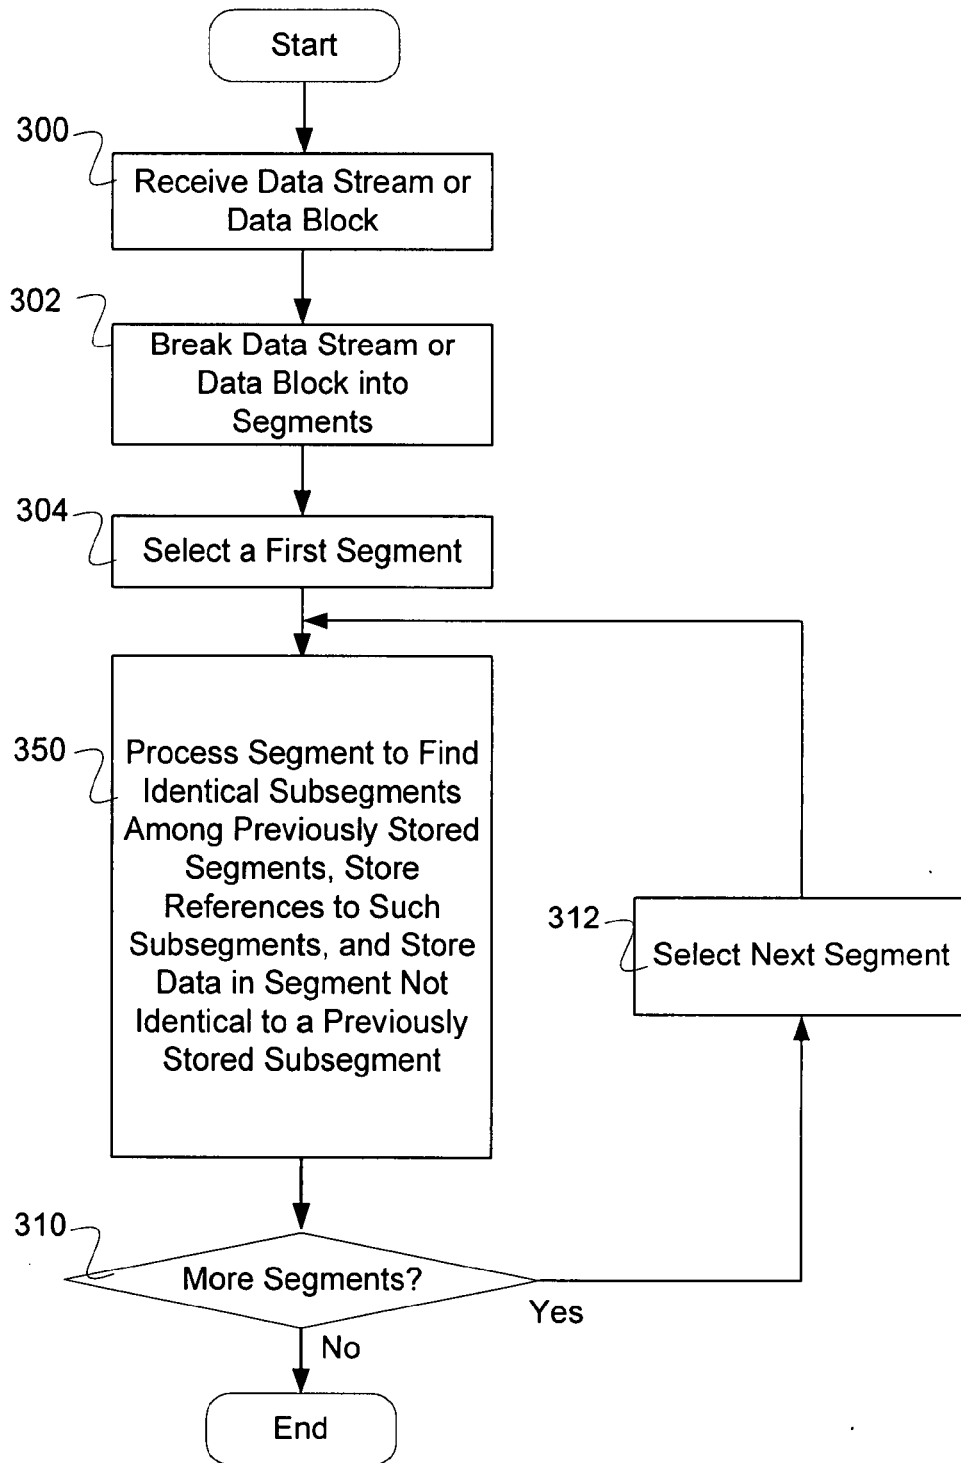 Start
300
Receive Data Stream or
Data Block
302
Break Data Stream or
Data Block into
Segments
304
Select a First Segment
350
Process Segment to Find
Identical Subsegments
Among Previously Stored
Segments, Store
References to Such
Subsegments, and Store
Data in Segment Not
Identical to a Previously
Stored Subsegment
312
Select Next Segment
310
More Segments?
Yes
No
End